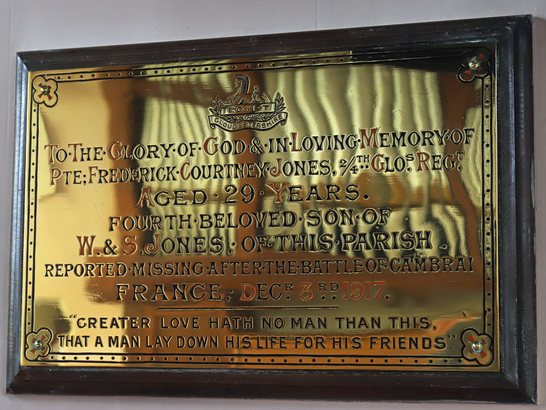 EGYPT
GLOUCESTERSHIRE
TO·THE·GLORY·OF·GOD·&·IN·LOVING·MEMORY·OF
PTE; FREDERICK·COURTNEY·JONES, 2/4TH GLOS REGT
AGED·29·YEARS.
FOURTH·BELOVED·SON·OF
W.&S.JONES·OF·THIS·PARISH
REPORTED·MISSING·AFTER·THE·BATTLE·OF·CAMBRAI
FRANCE, DECR 3RD 1917.
"GREATER LOVE HATH NO MAN THAN THIS,
THAT A MAN LAY DOWN HIS LIFE FOR HIS FRIENDS"